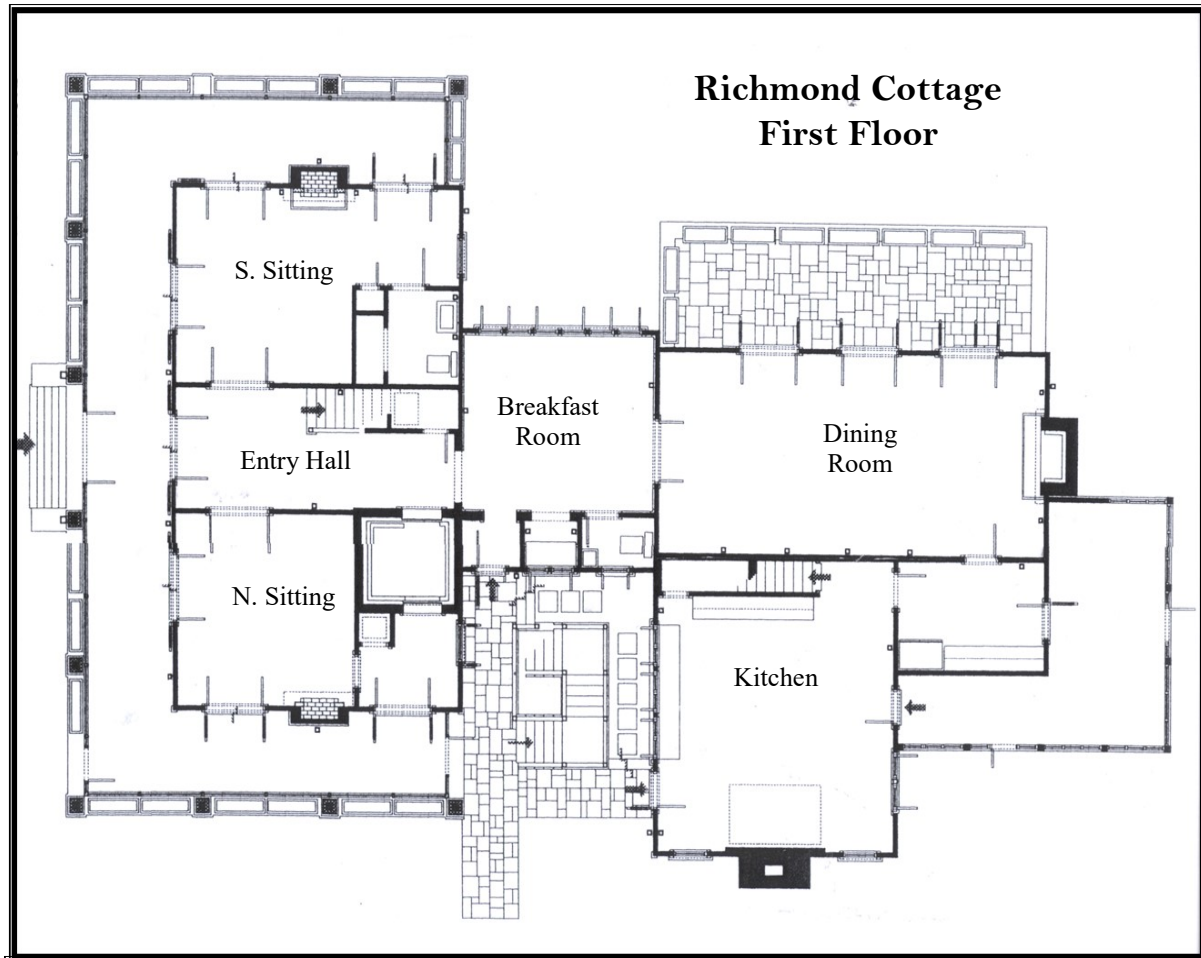 Richmond Cottage
First Floor
S. Sitting
Breakfast
Room
Dining
Room
Entry Hall
N. Sitting
Kitchen